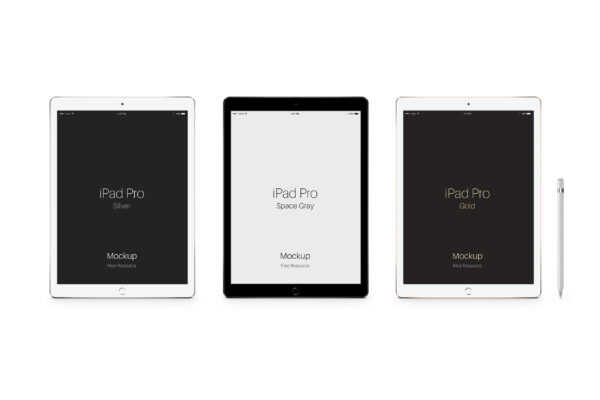 iPad Pro
Silver
Mockup
Free Resource
iPad Pro
Space Gray
Mockup
Free Resource
iPad Pro
Gold
Mockup
Free Resource